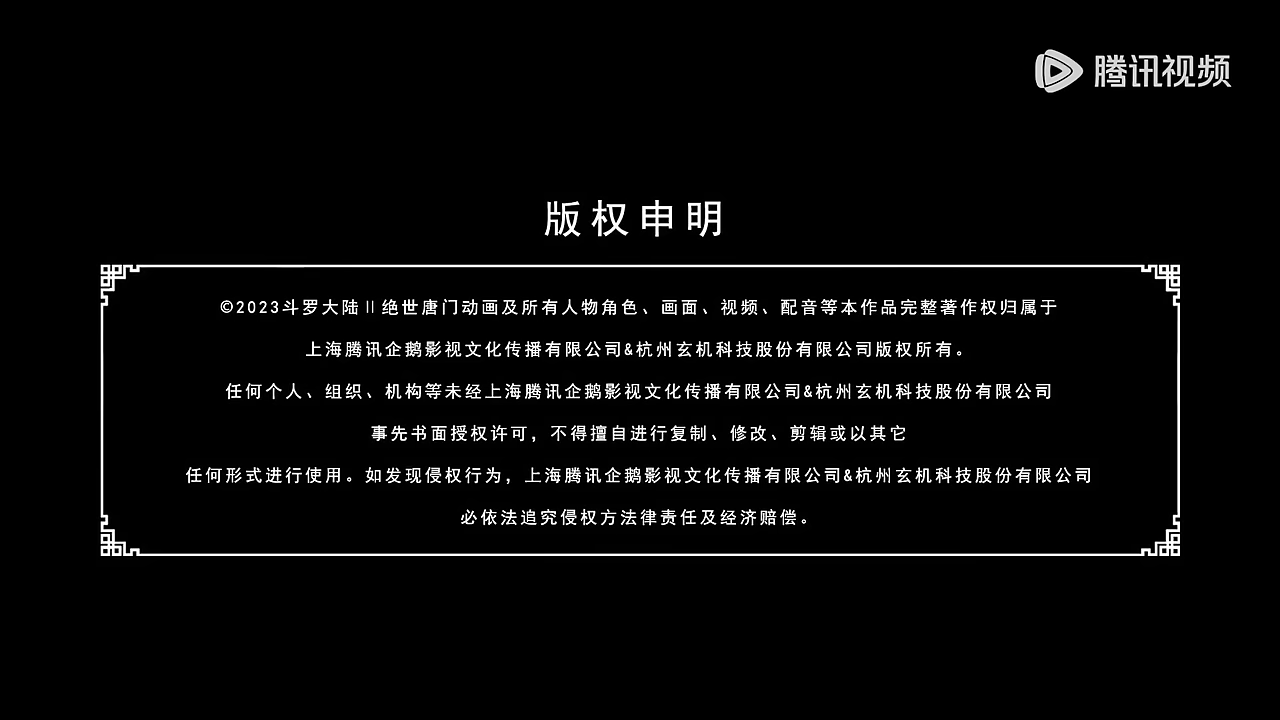 腾讯视频
版权申明
©2023斗罗大陆Ⅱ绝世唐门动画及所有人物角色、画面、视频、配音等本作品完整著作权归属于
上海腾讯企鹅影视文化传播有限公司&杭州玄机科技股份有限公司版权所有。
任何个人、组织、机构等未经上海腾讯企鹅影视文化传播有限公司&杭州玄机科技股份有限公司
事先书面授权许可，不得擅自进行复制、修改、剪辑或以其它
任何形式进行使用。如发现侵权行为，上海腾讯企鹅影视文化传播有限公司&杭州玄机科技股份有限公司
必依法追究侵权方法律责任及经济赔偿。